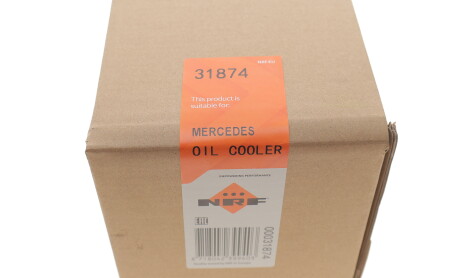 31874
This product is
suitable for:
MERCEDES
OIL COOLER
NRF
00031874